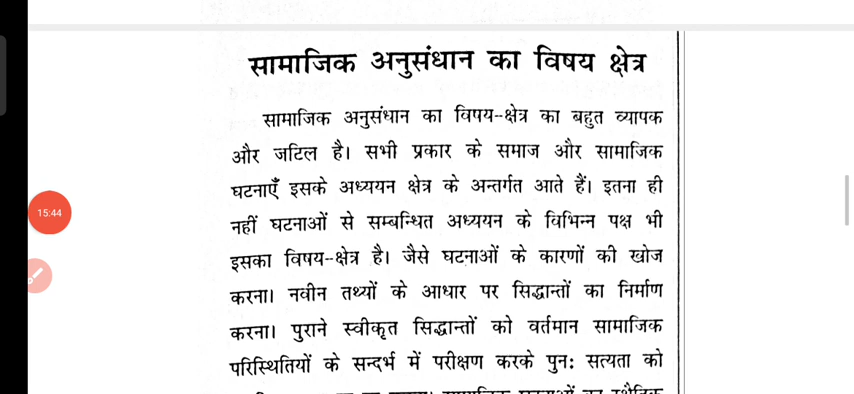 सामाजिक अनुसंधान का विषय क्षेत्र
सामाजिक अनुसंधान का विषय-क्षेत्र का बहुत व्यापक
और जटिल है। सभी प्रकार के समाज और सामाजिक
घटनाएँ इसके अध्ययन क्षेत्र के अन्तर्गत आते हैं। इतना ही
नहीं घटनाओं से सम्बन्धित अध्ययन के विभिन्न पक्ष भी
इसका विषय-क्षेत्र है। जैसे घटनाओं के कारणों की खोज
करना। नवीन तथ्यों के आधार पर सिद्धान्तों का निर्माण
करना। पुराने स्वीकृत सिद्धान्तों को वर्तमान सामाजिक
परिस्थितियों के सन्दर्भ में परीक्षण करके पुन: सत्यता को
15:44